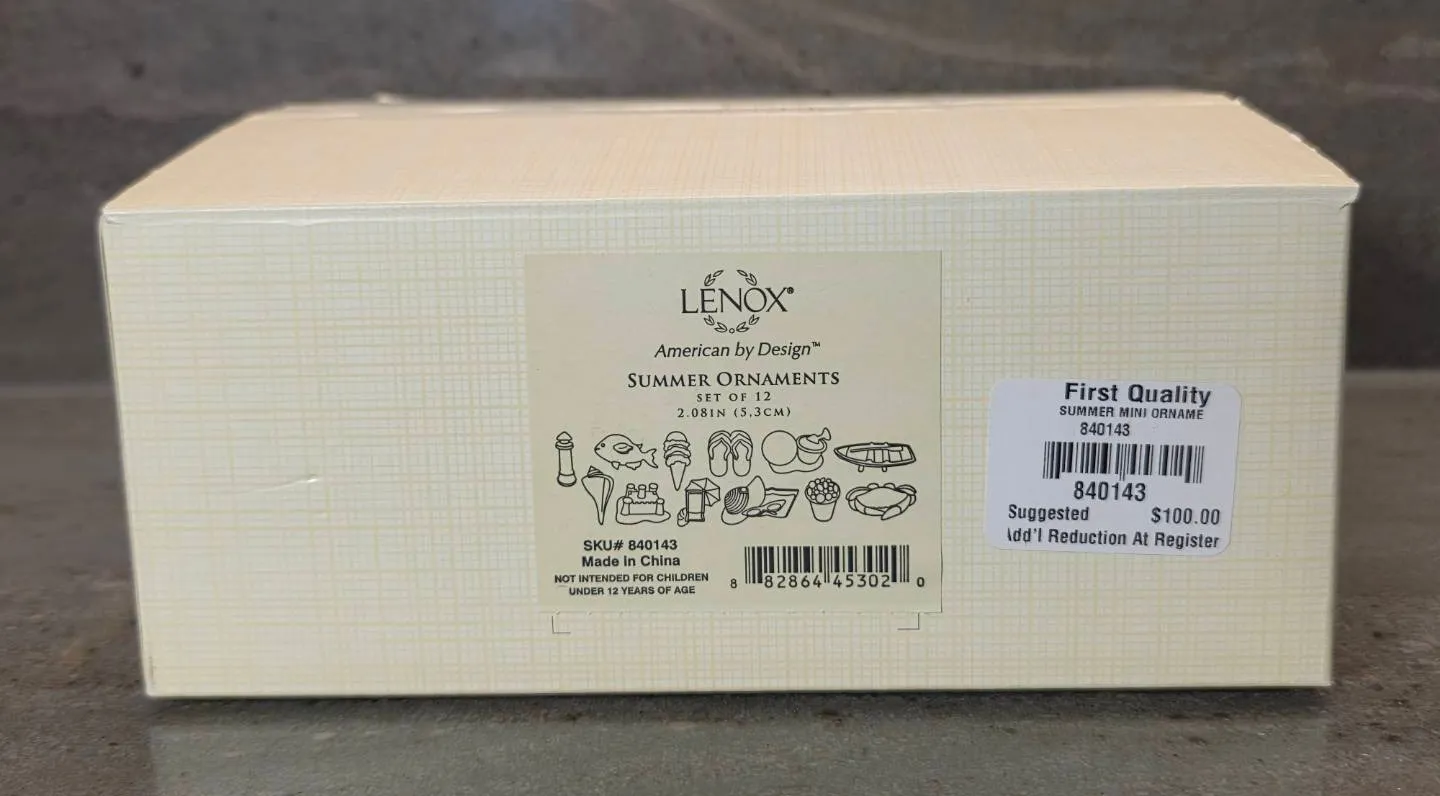 LENOX®
American by Design™
SUMMER ORNAMENTS
SET OF 12
2.08IN (5,3CM)
SKU# 840143
Made in China
NOT INTENDED FOR CHILDREN
UNDER 12 YEARS OF AGE
8 82864 45302 0
First Quality
SUMMER MINI ORNAME
840143
840143
Suggested $100.00
Add'l Reduction At Register